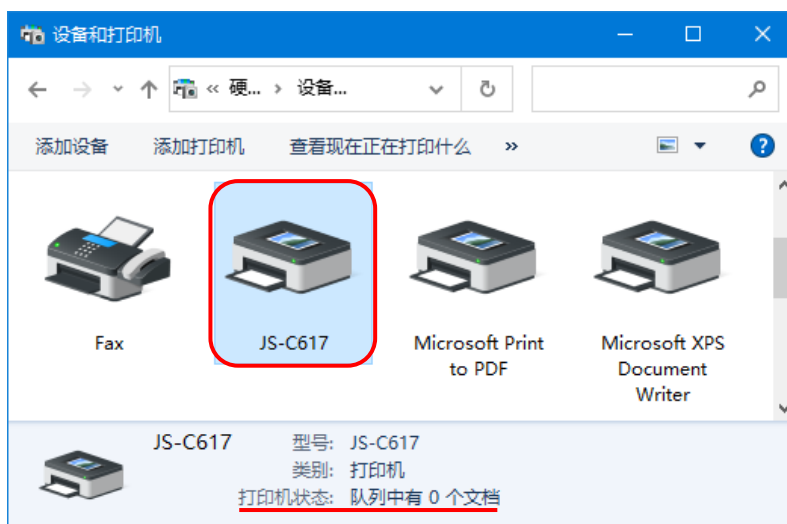 设备和打印机
« 硬... › 设备...
添加设备 添加打印机 查看现在正在打印什么 »
Fax
JS-C617
Microsoft Print
to PDF
Microsoft XPS
Document
Writer
JS-C617
型号: JS-C617
类别: 打印机
打印机状态: 队列中有 0 个文档